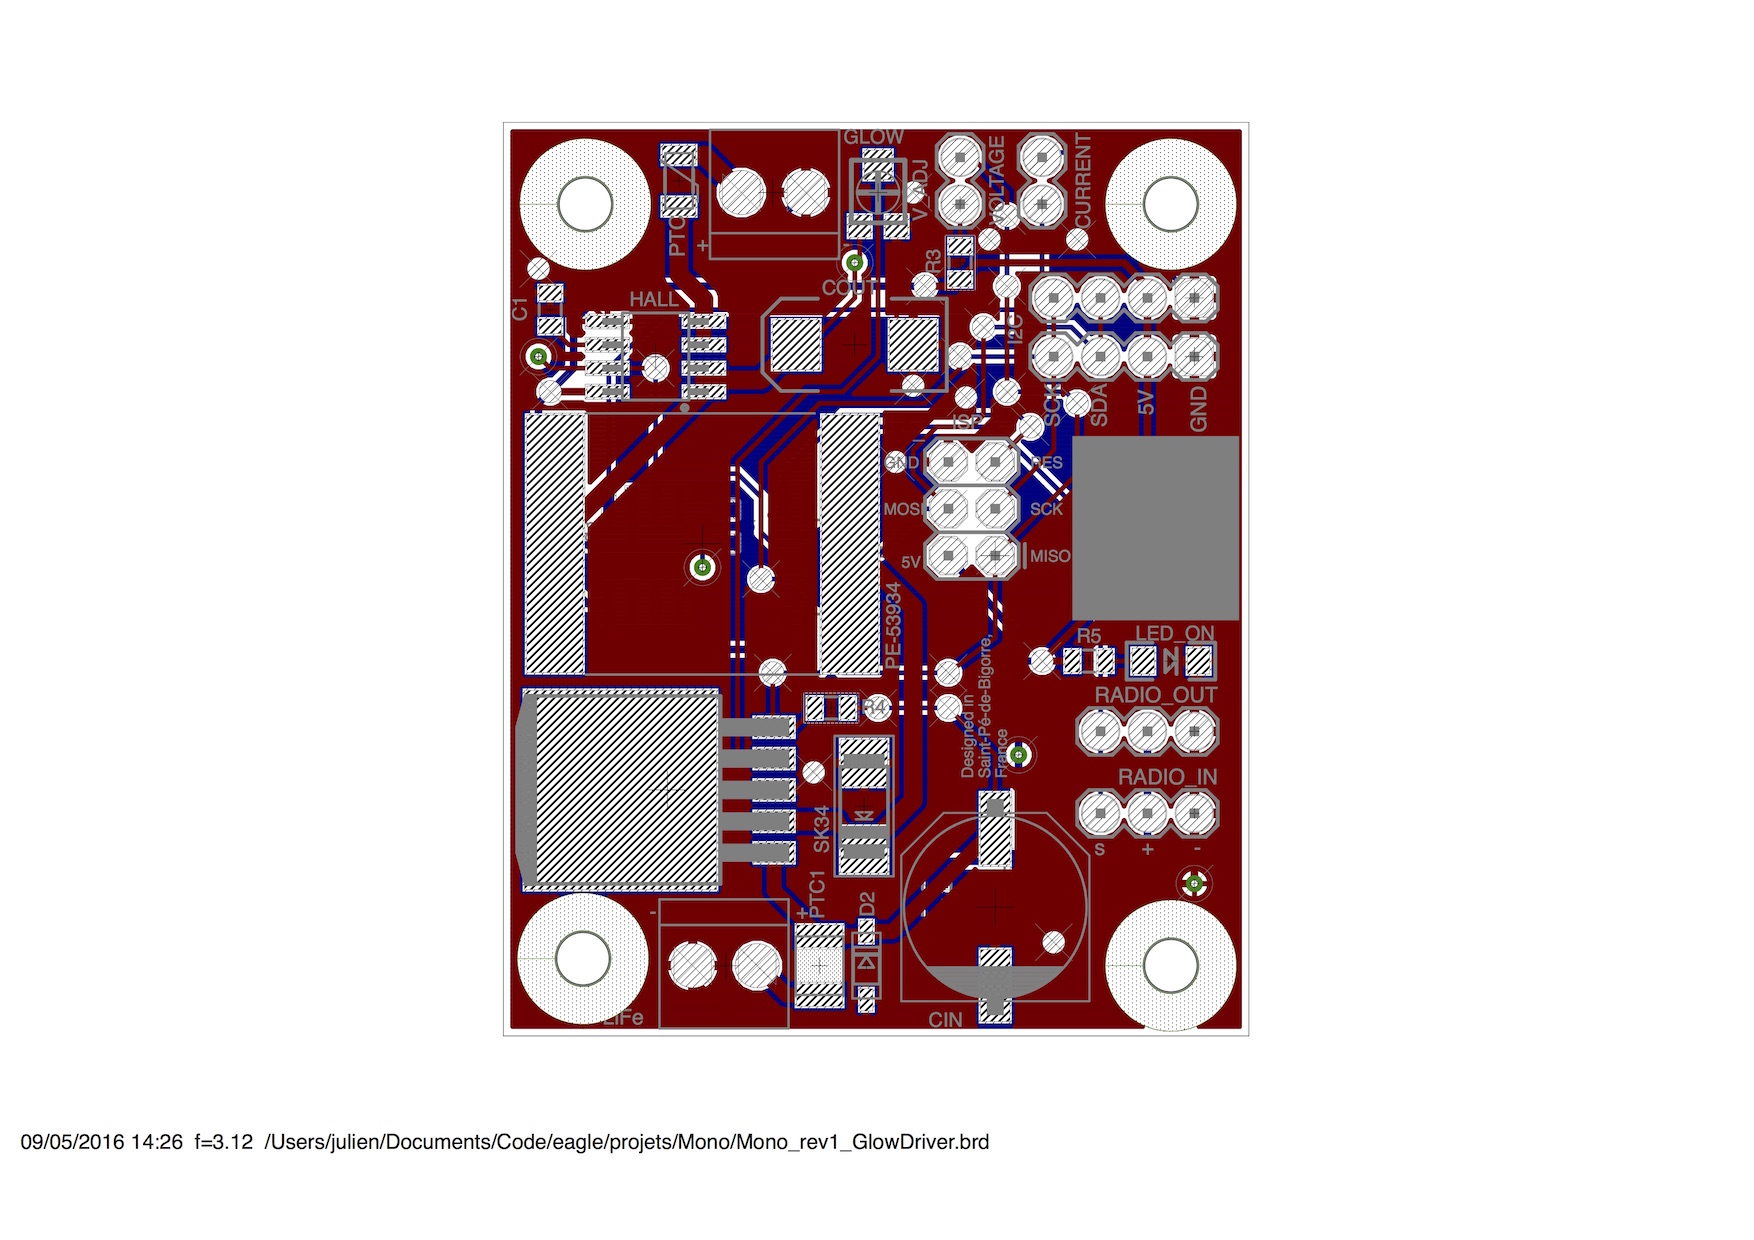 GLOW
V_ADJ
VOLTAGE
CURRENT
PTC
+
-
R3
C1
HALL
COUT
I2C
SCK
SDA
5V
GND
ISP
GND
RES
MOSI
SCK
5V
MISO
PE-53934
R5
LED_ON
RADIO_OUT
R4
Designed in
Saint-Pé-de-Bigorre,
France
RADIO_IN
SK34
S
+
-
PTC1
D2
-
+
LiFe
CIN
09/05/2016 14:26 f=3.12 /Users/julien/Documents/Code/eagle/projets/Mono/Mono_rev1_GlowDriver.brd